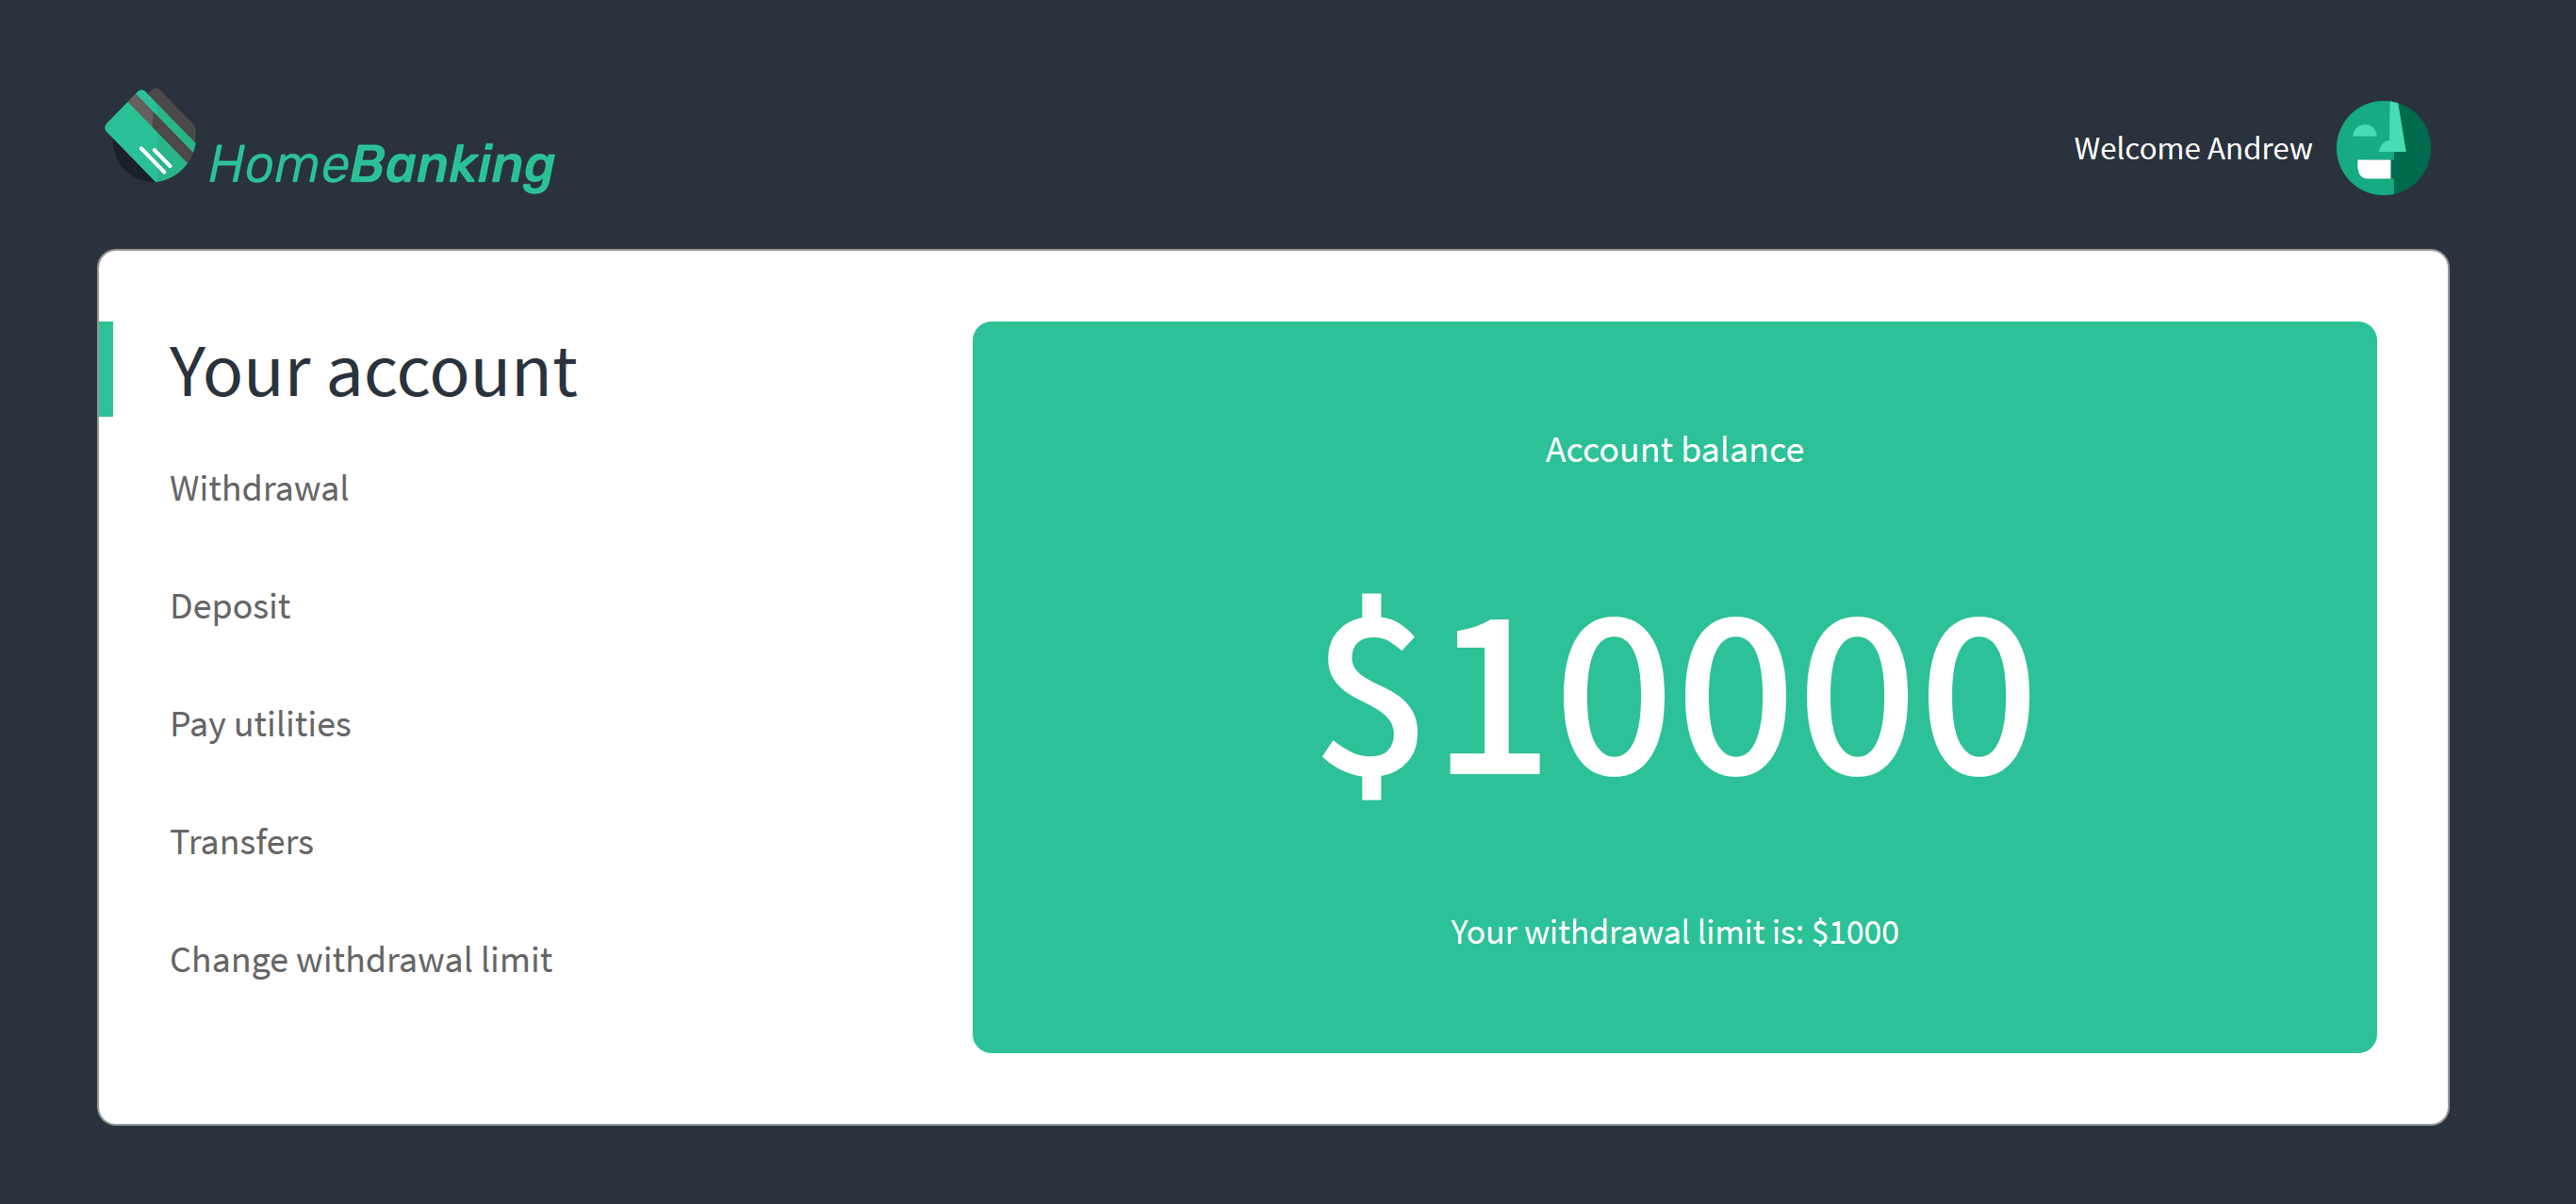 HomeBanking
Welcome Andrew
Your account
Withdrawal
Deposit
Pay utilities
Transfers
Change withdrawal limit
Account balance
$10000
Your withdrawal limit is: $1000